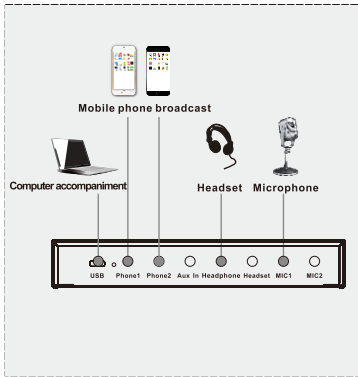 Mobile phone broadcast
Computer accompaniment
Headset Microphone
USB Phone1 Phone2 Aux In Headphone Headset MIC1 MIC2